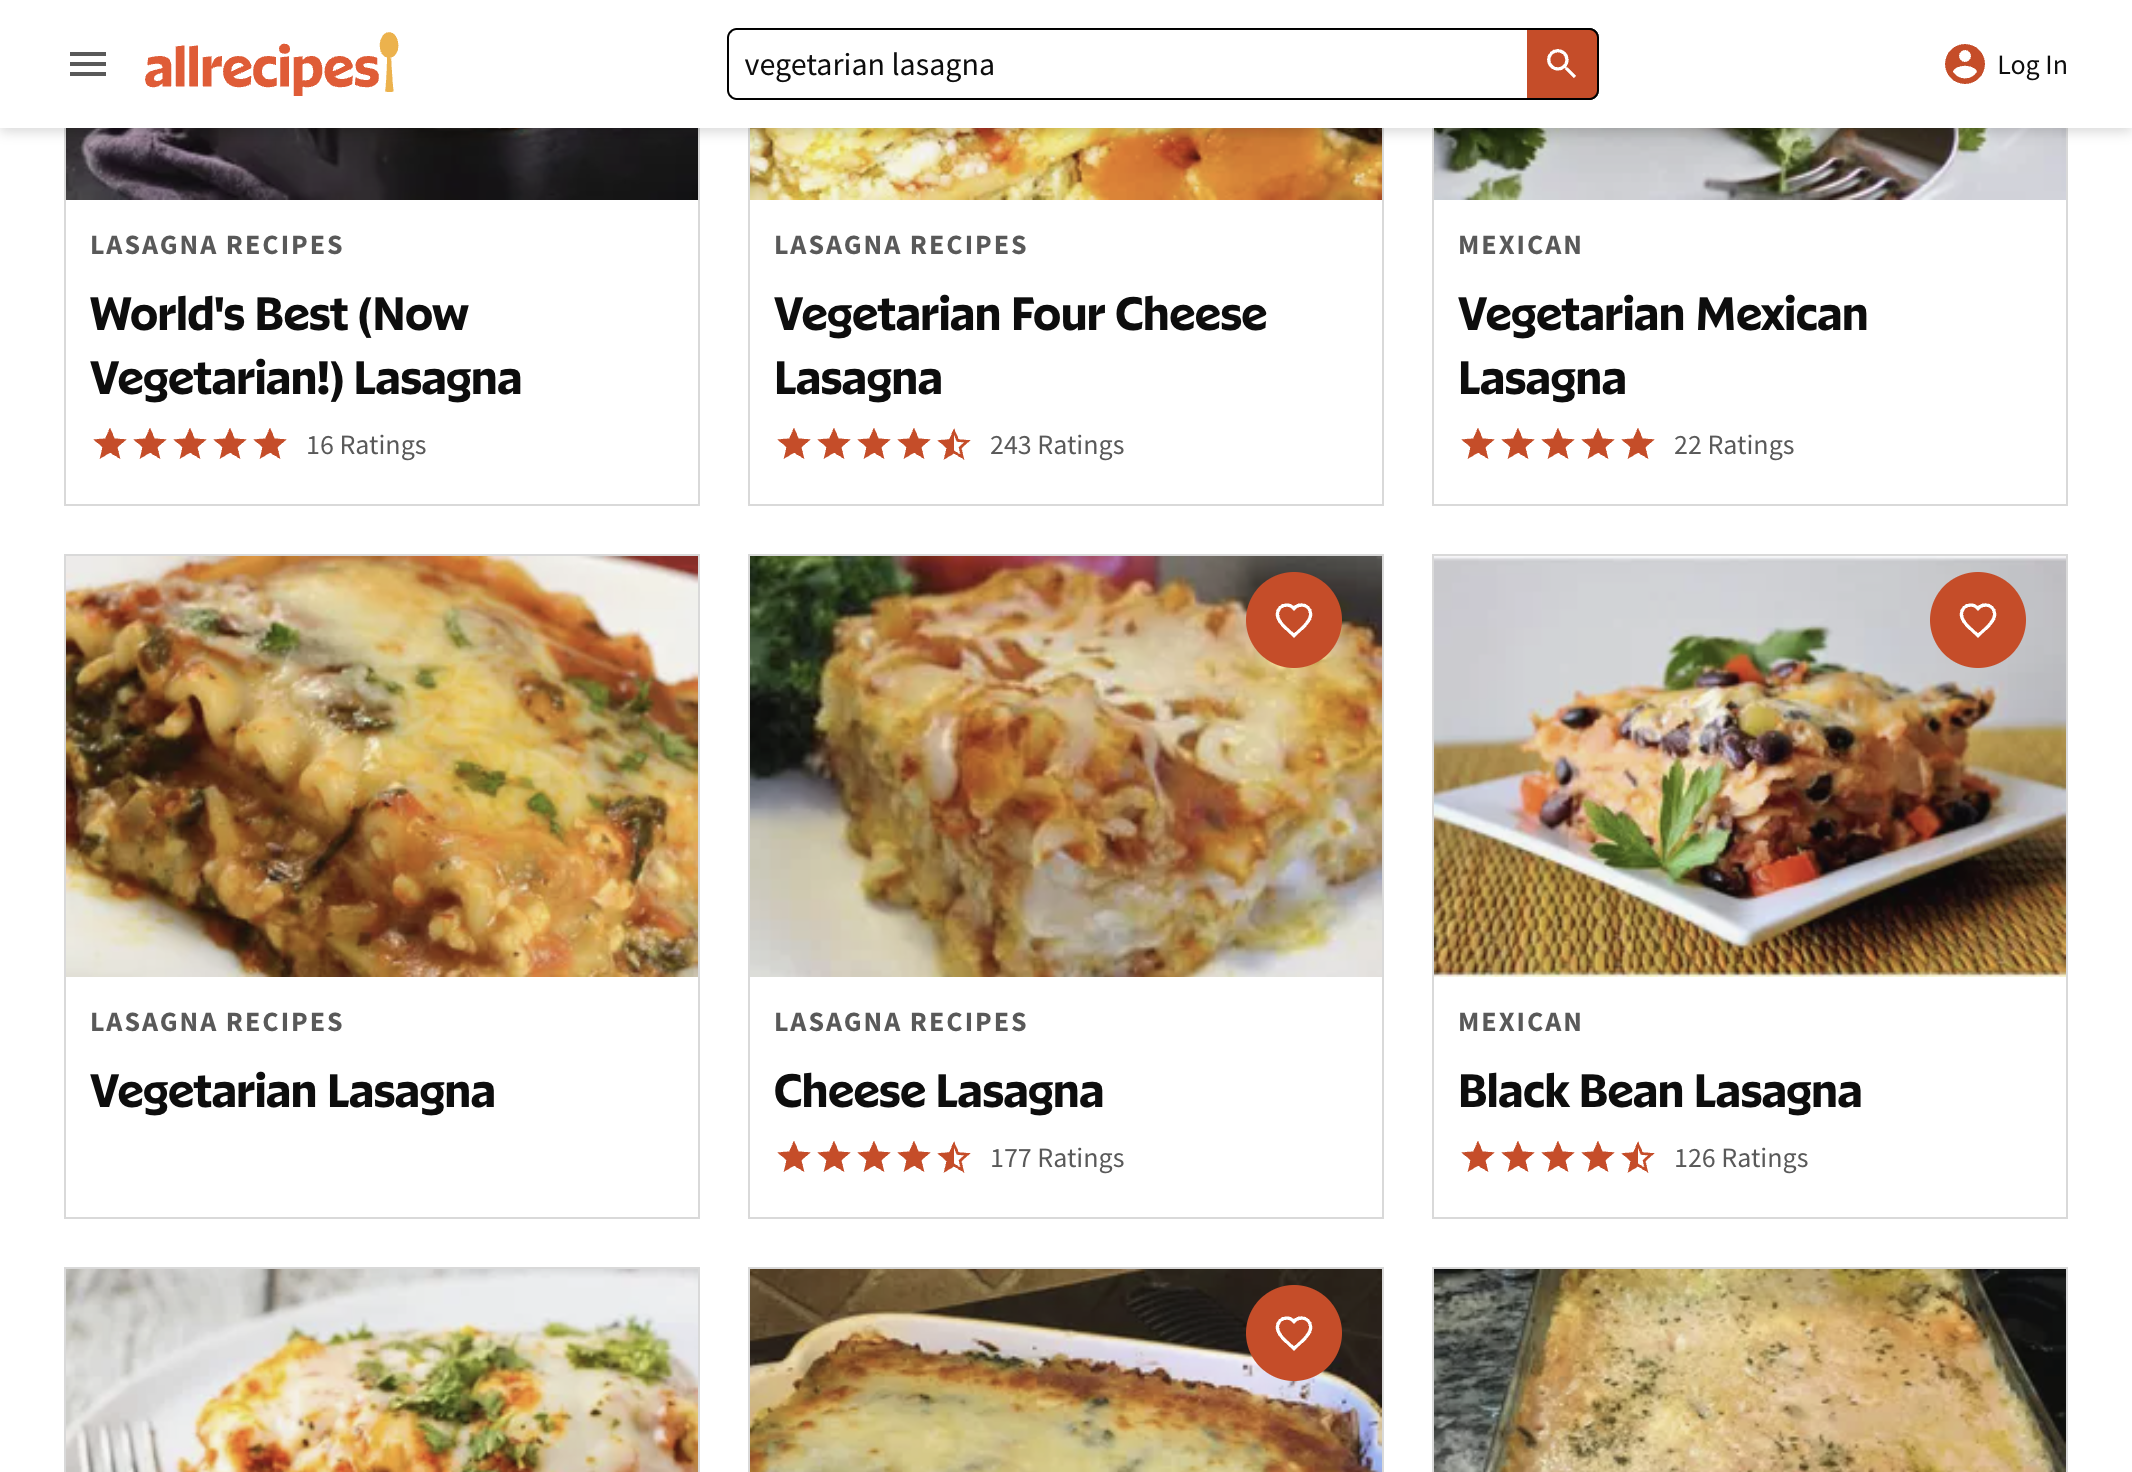 allrecipes
vegetarian lasagna
Log In
LASAGNA RECIPES
World's Best (Now
Vegetarian!) Lasagna
16 Ratings
LASAGNA RECIPES
Vegetarian Four Cheese
Lasagna
243 Ratings
MEXICAN
Vegetarian Mexican
Lasagna
22 Ratings
LASAGNA RECIPES
Vegetarian Lasagna
LASAGNA RECIPES
Cheese Lasagna
177 Ratings
MEXICAN
Black Bean Lasagna
126 Ratings